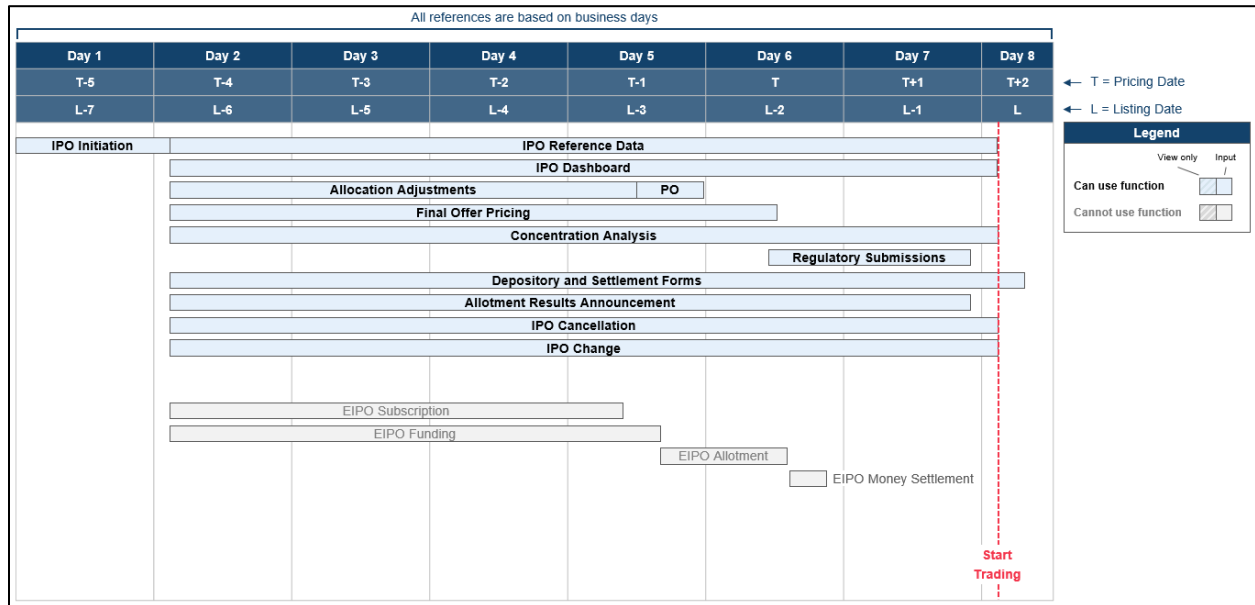 All references are based on business days
Day 1 Day 2 Day 3 Day 4 Day 5 Day 6 Day 7 Day 8
T-5 T-4 T-3 T-2 T-1 T T+1 T+2 ← T = Pricing Date
L-7 L-6 L-5 L-4 L-3 L-2 L-1 L ← L = Listing Date
Legend
View only Input
Can use function
Cannot use function
IPO Initiation IPO Reference Data
IPO Dashboard
Allocation Adjustments PO
Final Offer Pricing
Concentration Analysis
Regulatory Submissions
Depository and Settlement Forms
Allotment Results Announcement
IPO Cancellation
IPO Change
EIPO Subscription
EIPO Funding
EIPO Allotment
EIPO Money Settlement
Start
Trading